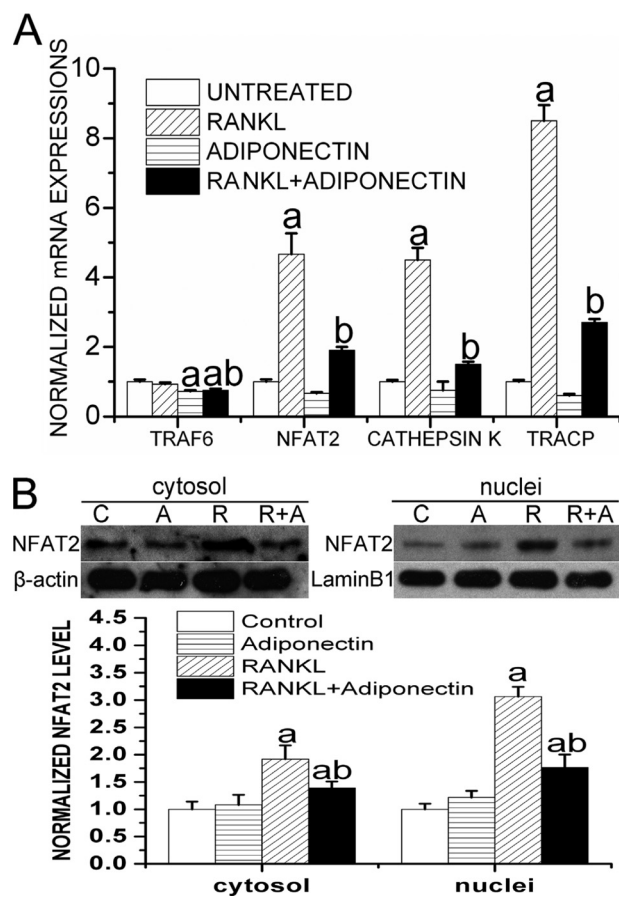 A
NORMALIZED mRNA EXPRESSIONS
10
8
6
4
2
0
UNTREATED
RANKL
ADIPONECTIN
RANKL+ADIPONECTIN
a a ab
a b
a b
a b
TRAF6 NFAT2 CATHEPSIN K TRACP
B
cytosol nuclei
C A R R+A C A R R+A
NFAT2 NFAT2
β-actin LaminB1
NORMALIZED NFAT2 LEVEL
4.5
4.0
3.5
3.0
2.5
2.0
1.5
1.0
0.5
0.0
Control
Adiponectin
RANKL
RANKL+Adiponectin
a ab
a ab
cytosol nuclei